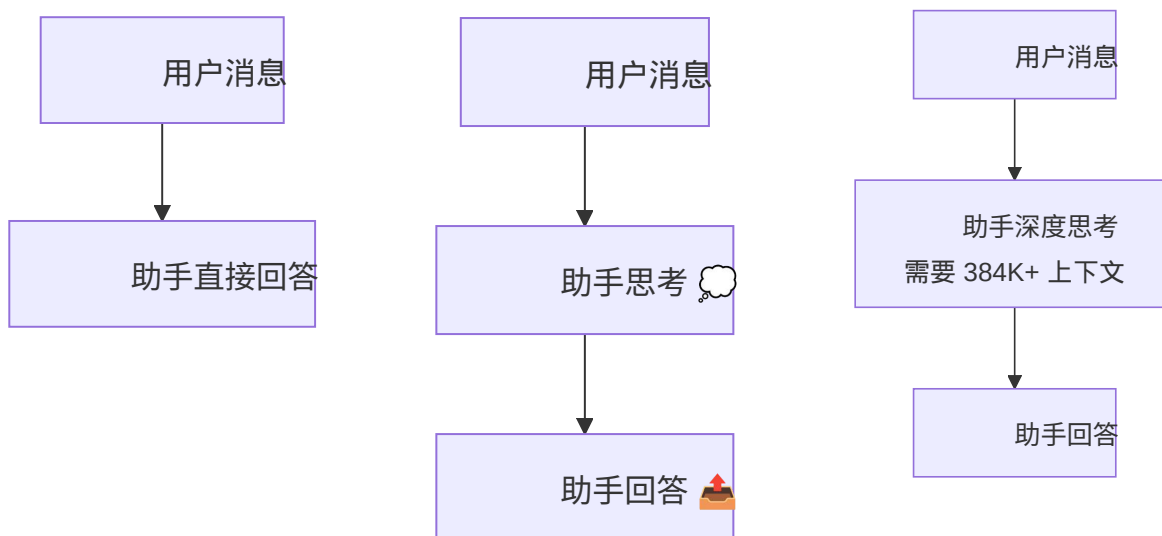 用户消息
助手直接回答
用户消息
助手思考 💭
助手回答 📤
用户消息
助手深度思考
需要 384K+ 上下文
助手回答